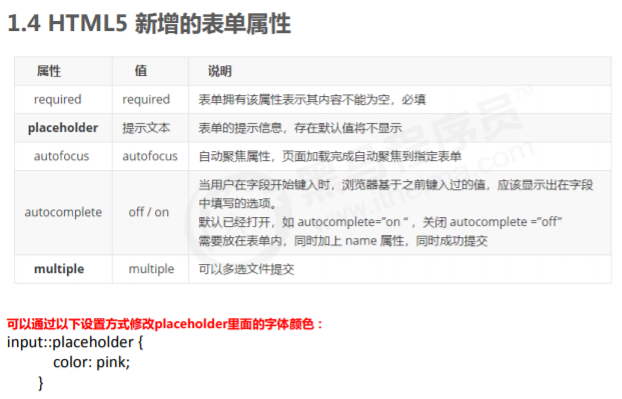 1.4 HTML5 新增的表单属性
属性 值 说明
required required 表单拥有该属性表示其内容不能为空，必填
placeholder 提示文本 表单的提示信息，存在默认值将不显示
autofocus autofocus 自动聚焦属性，页面加载完成自动聚焦到指定表单
autocomplete off / on 当用户在字段开始键入时，浏览器基于之前键入过的值，应该显示出在字段
中填写的选项。
默认已经打开，如 autocomplete="on “ ，关闭 autocomplete ="off"
需要放在表单内，同时加上 name 属性，同时成功提交
multiple multiple 可以多选文件提交
黑马程序员™
www.itheima.com
可以通过以下设置方式修改placeholder里面的字体颜色：
input::placeholder {
color: pink;
}